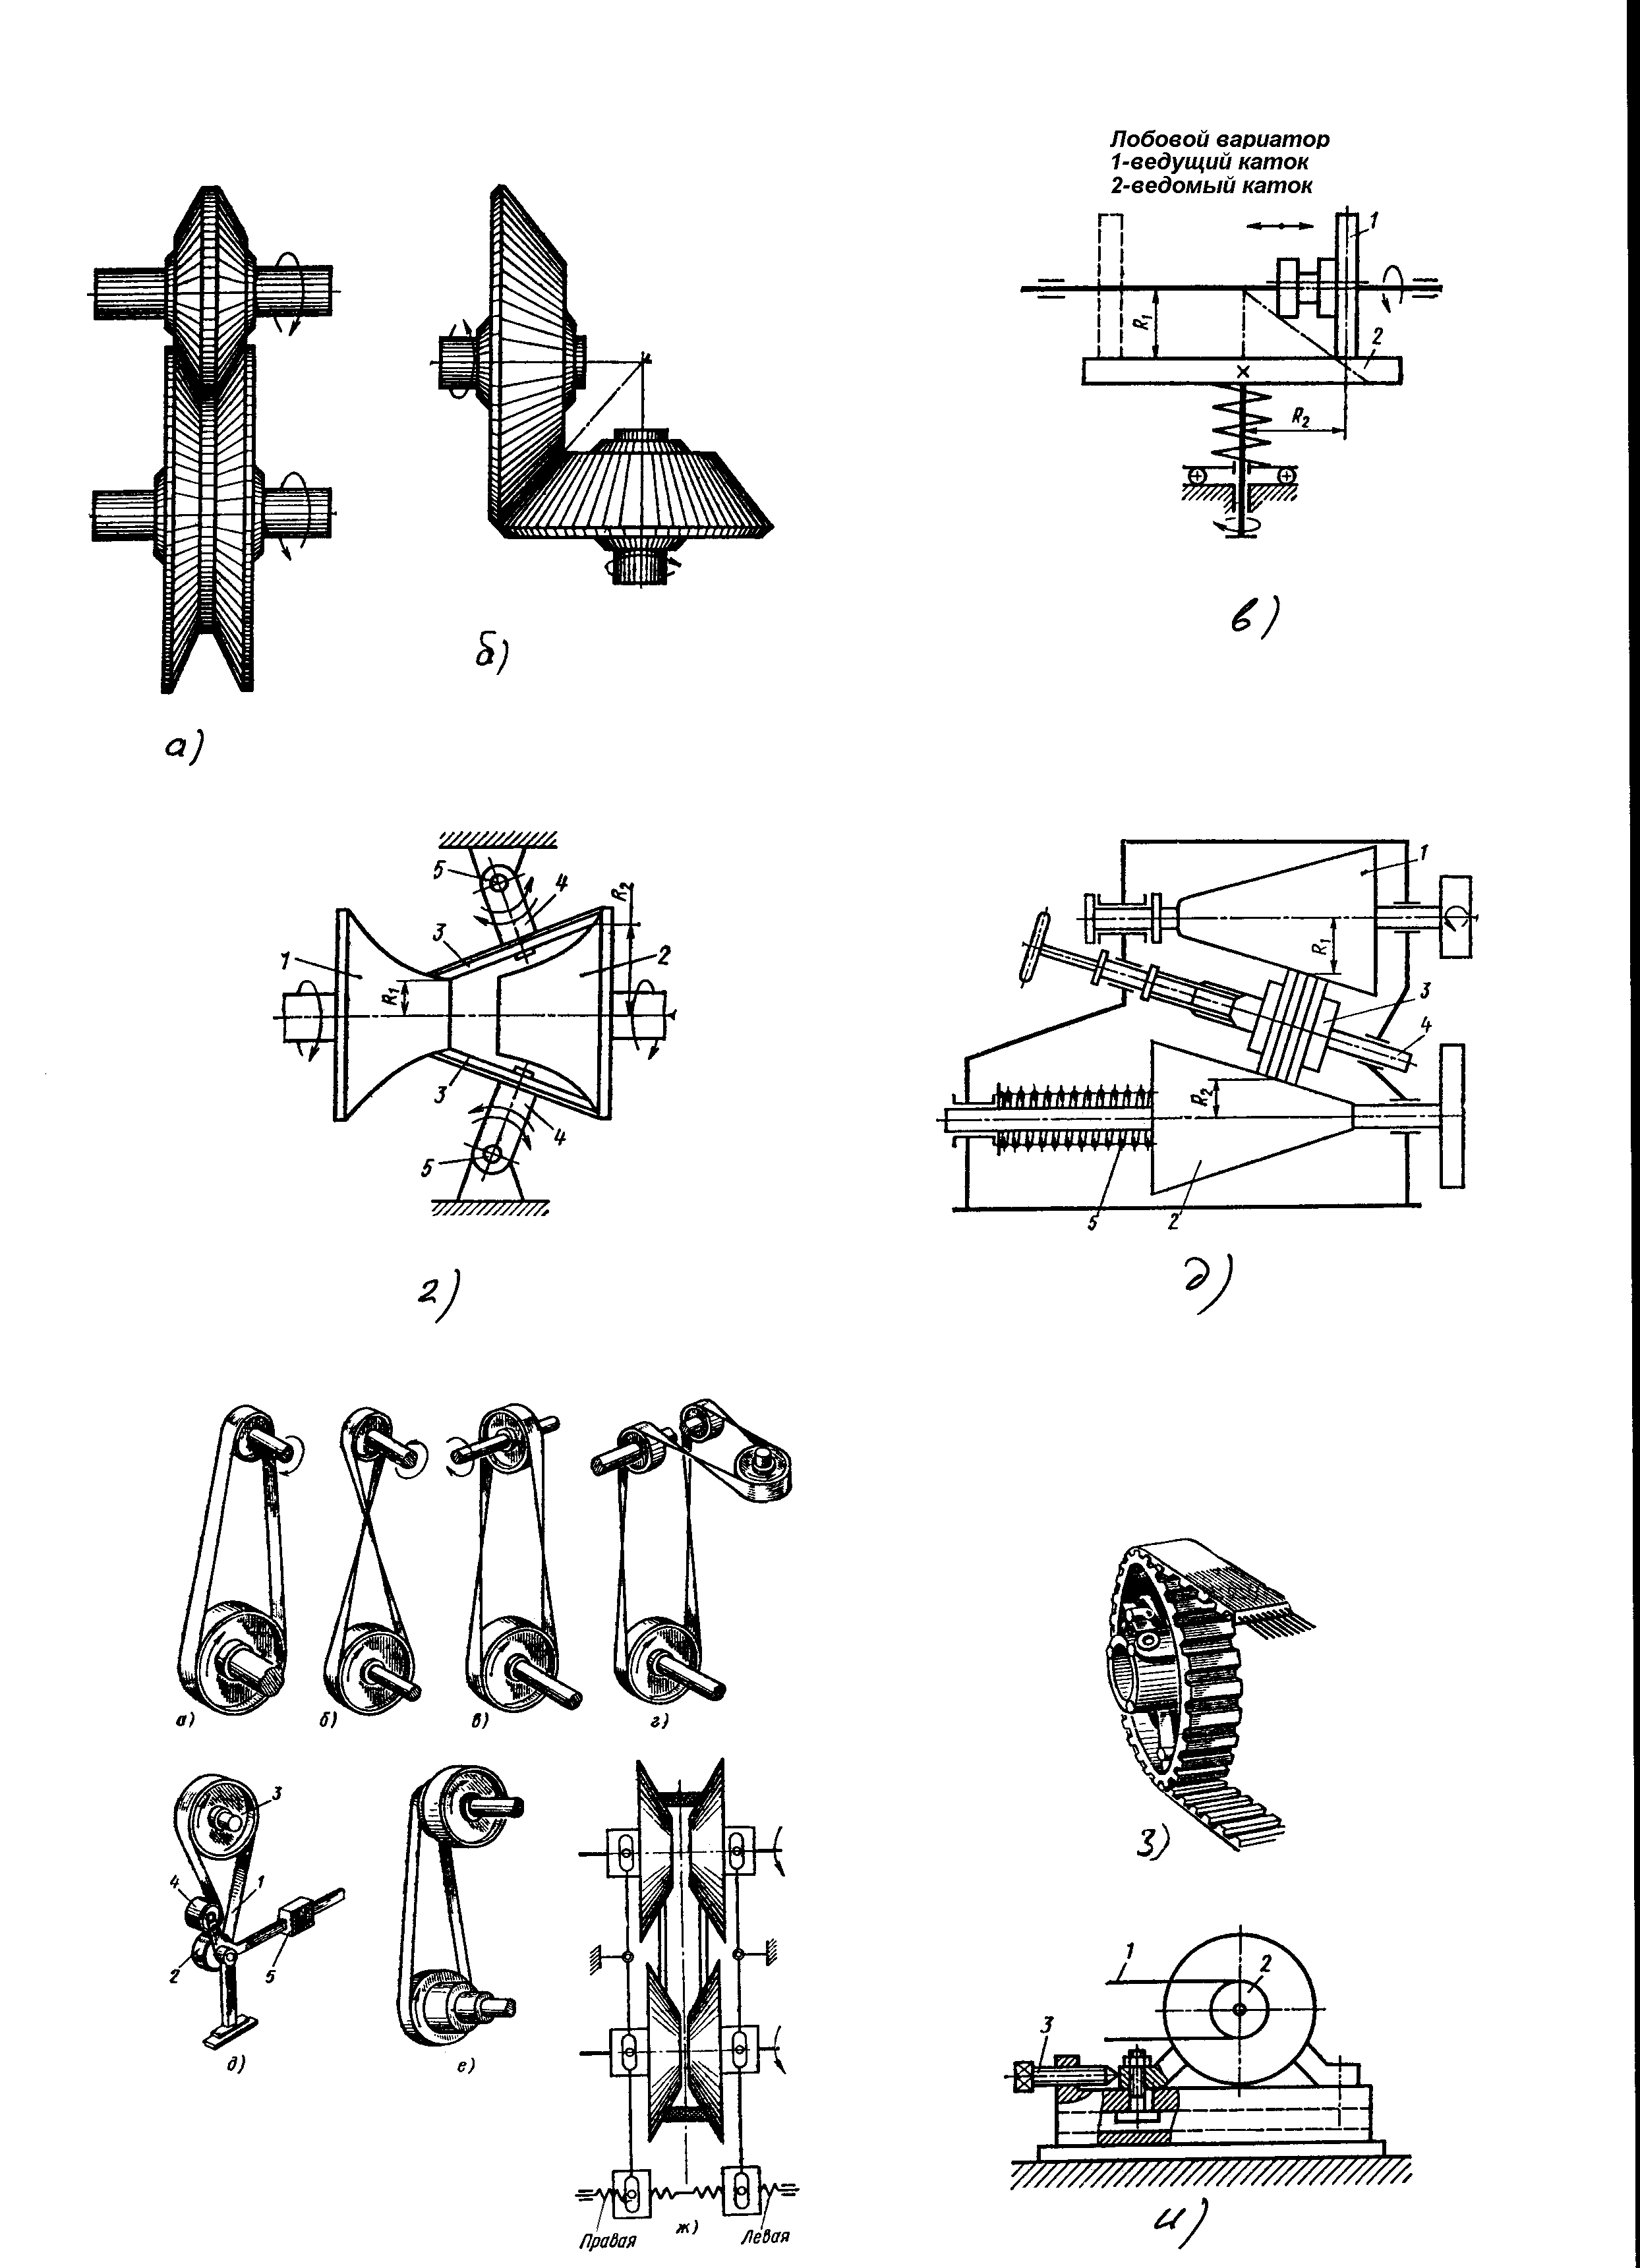 Лобовой вариатор
1-ведущий каток
2-ведомый каток
1
R₁
2
R₂
а)
б)
в)
5
4
R₂
3
1
2
R₁
3
4
5
г)
1
R₁
3
4
R₂
5
2
д)
а)
б)
в)
г)
3
4
1
2
5
д)
е)
Правая
ж)
Левая
з)
1
2
3
и)